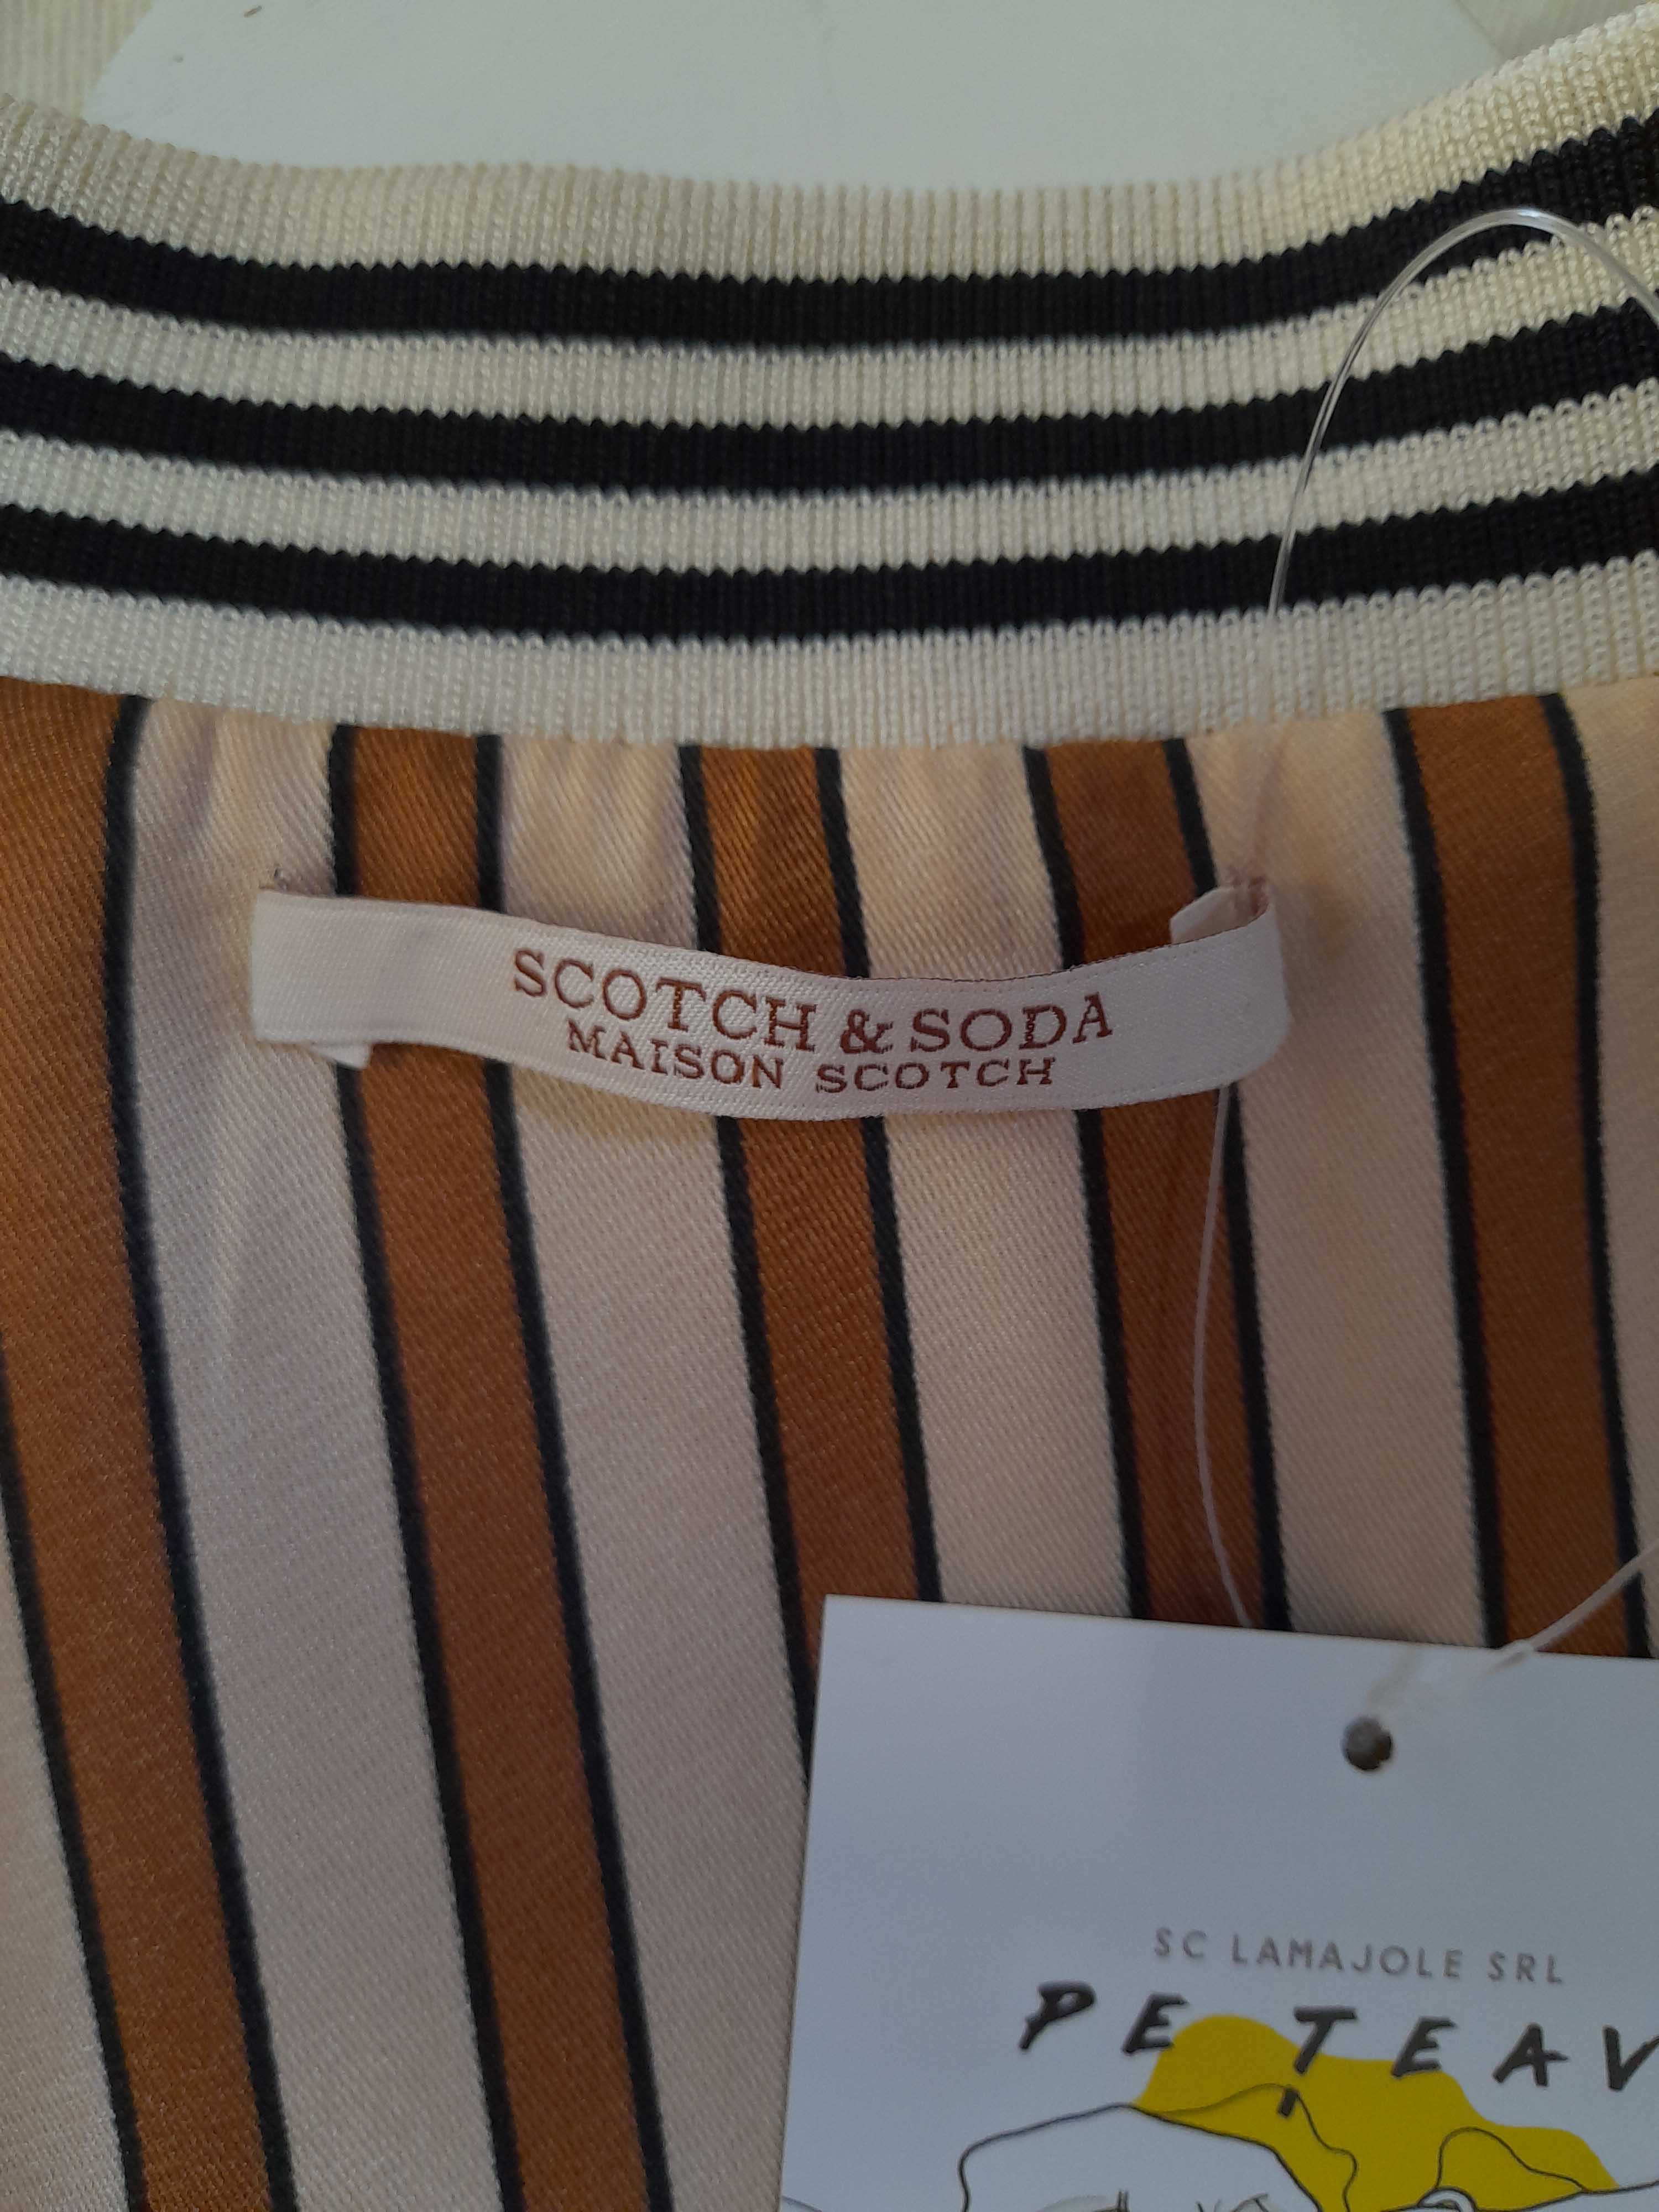 SCOTCH & SODA
MAISON SCOTCH
SC LAMAJOLE SRL
PE TEAV